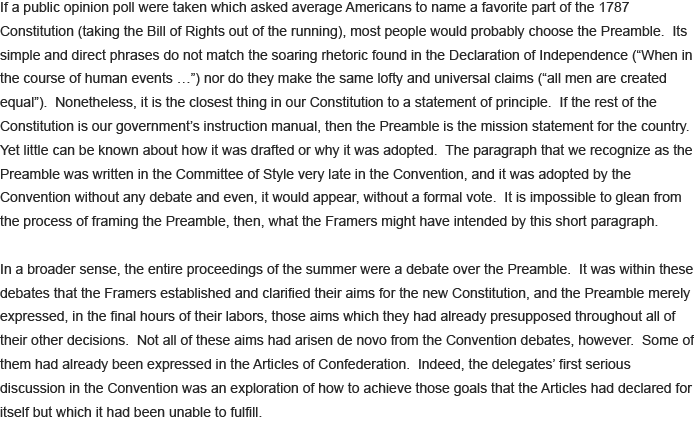 If a public opinion poll were taken which asked average Americans to name a favorite part of the 1787
Constitution (taking the Bill of Rights out of the running), most people would probably choose the Preamble.  Its
simple and direct phrases do not match the soaring rhetoric found in the Declaration of Independence (“When in
the course of human events …”) nor do they make the same lofty and universal claims (“all men are created
equal”).  Nonetheless, it is the closest thing in our Constitution to a statement of principle.  If the rest of the
Constitution is our government’s instruction manual, then the Preamble is the mission statement for the country.
Yet little can be known about how it was drafted or why it was adopted.  The paragraph that we recognize as the
Preamble was written in the Committee of Style very late in the Convention, and it was adopted by the
Convention without any debate and even, it would appear, without a formal vote.  It is impossible to glean from
the process of framing the Preamble, then, what the Framers might have intended by this short paragraph.

In a broader sense, the entire proceedings of the summer were a debate over the Preamble.  It was within these
debates that the Framers established and clarified their aims for the new Constitution, and the Preamble merely
expressed, in the final hours of their labors, those aims which they had already presupposed throughout all of
their other decisions.  Not all of these aims had arisen de novo from the Convention debates, however.  Some of
them had already been expressed in the Articles of Confederation.  Indeed, the delegates’ first serious
discussion in the Convention was an exploration of how to achieve those goals that the Articles had declared for
itself but which it had been unable to fulfill.